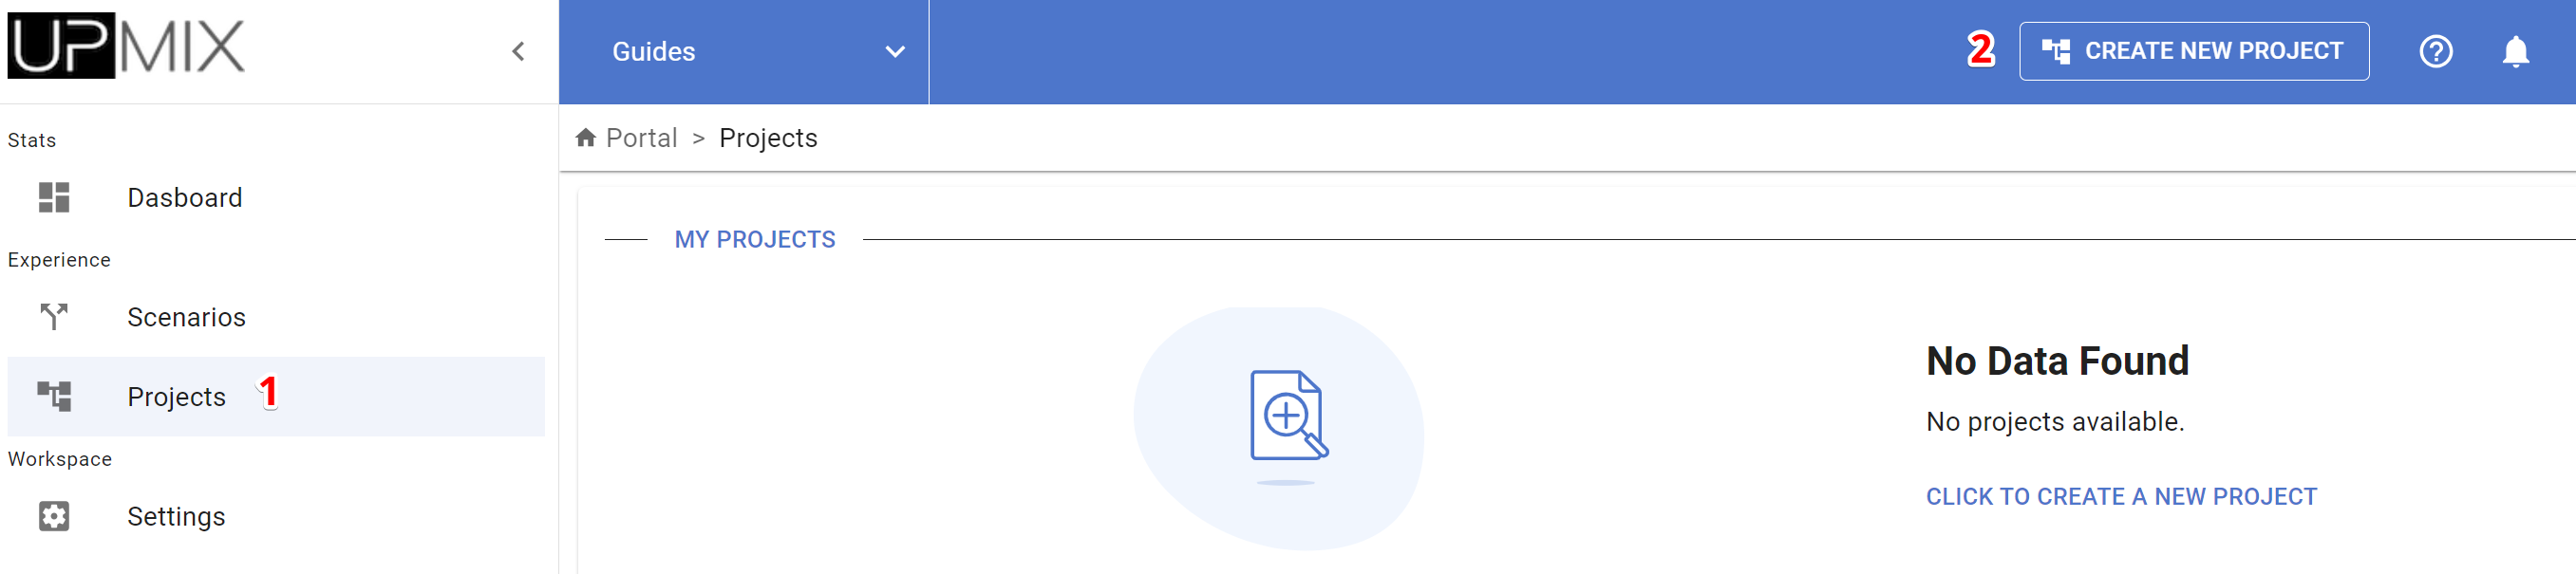 UPMIX
Guides
2
CREATE NEW PROJECT
Portal > Projects
Stats
Dasboard
Experience
Scenarios
Projects 1
Workspace
Settings
MY PROJECTS
No Data Found
No projects available.
CLICK TO CREATE A NEW PROJECT